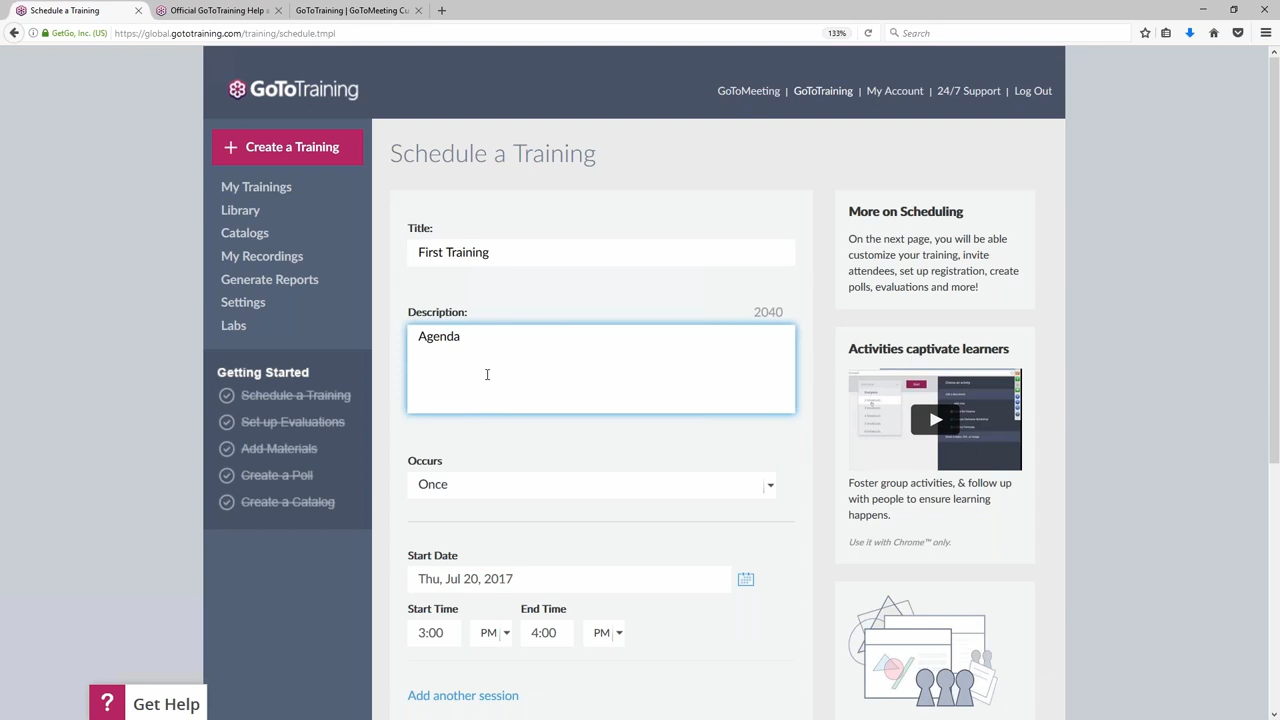 Schedule a Training
Official GoToTraining Help a
GoToTraining | GoToMeeting Cu
GetGo, Inc. (US)
https://global.gototraining.com/training/schedule.tmpl
133%
Search
GoToTraining
GoToMeeting | GoToTraining | My Account | 24/7 Support | Log Out
+ Create a Training
My Trainings
Library
Catalogs
My Recordings
Generate Reports
Settings
Labs
Getting Started
Schedule a Training
Set up Evaluations
Add Materials
Create a Poll
Create a Catalog
Schedule a Training
Title:
First Training
Description:
2040
Agenda
Occurs
Once
Start Date
Thu, Jul 20, 2017
Start Time
End Time
3:00
PM
4:00
PM
Add another session
More on Scheduling
On the next page, you will be able
customize your training, invite
attendees, set up registration, create
polls, evaluations and more!
Activities captivate learners
Foster group activities, & follow up
with people to ensure learning
happens.
Use it with Chrome™ only.
? Get Help